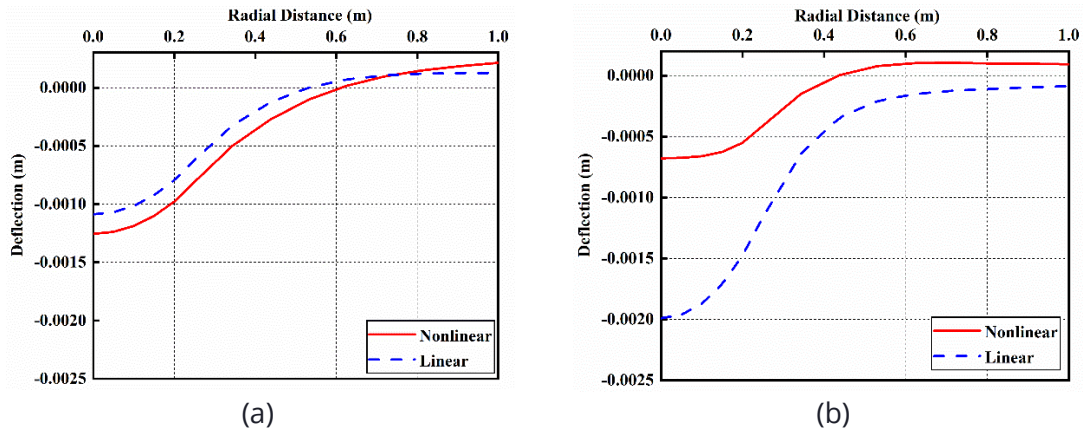 Radial Distance (m)
0.0 0.2 0.4 0.6 0.8 1.0
Deflection (m)
0.0000
-0.0005
-0.0010
-0.0015
-0.0020
-0.0025
Nonlinear
Linear
(a)
Radial Distance (m)
0.0 0.2 0.4 0.6 0.8 1.0
Deflection (m)
0.0000
-0.0005
-0.0010
-0.0015
-0.0020
-0.0025
Nonlinear
Linear
(b)